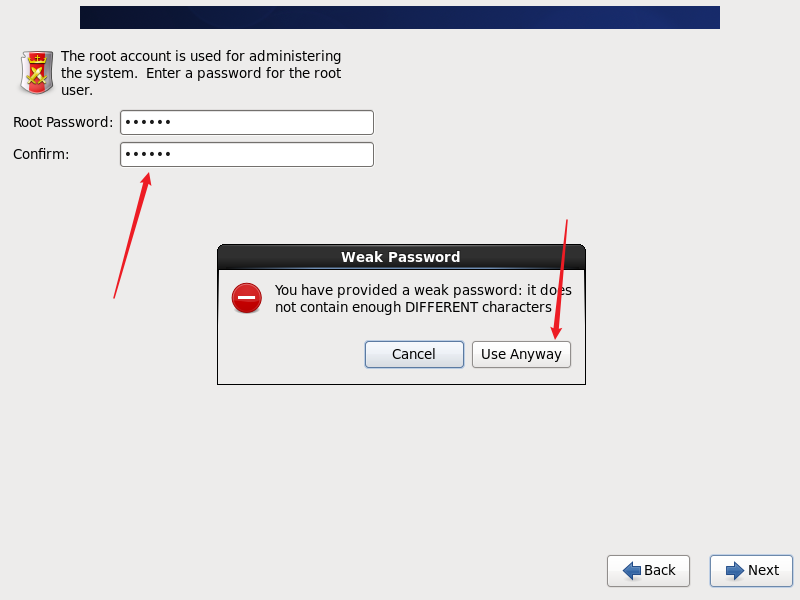 The root account is used for administering
the system.  Enter a password for the root
user.
Root Password: ••••••
Confirm: ••••••
Weak Password
You have provided a weak password: it does
not contain enough DIFFERENT characters
Cancel
Use Anyway
Back
Next